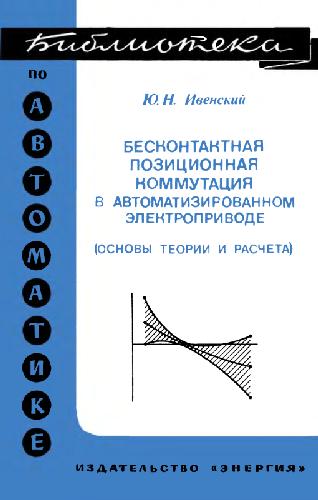 Библиотека
ПО
АВТОМАТИКЕ
Ю.Н. Ивенский
БЕСКОНТАКТНАЯ
ПОЗИЦИОННАЯ
КОММУТАЦИЯ
В АВТОМАТИЗИРОВАННОМ
ЭЛЕКТРОПРИВОДЕ
(ОСНОВЫ ТЕОРИИ И РАСЧЕТА)
ИЗДАТЕЛЬСТВО «ЭНЕРГИЯ»